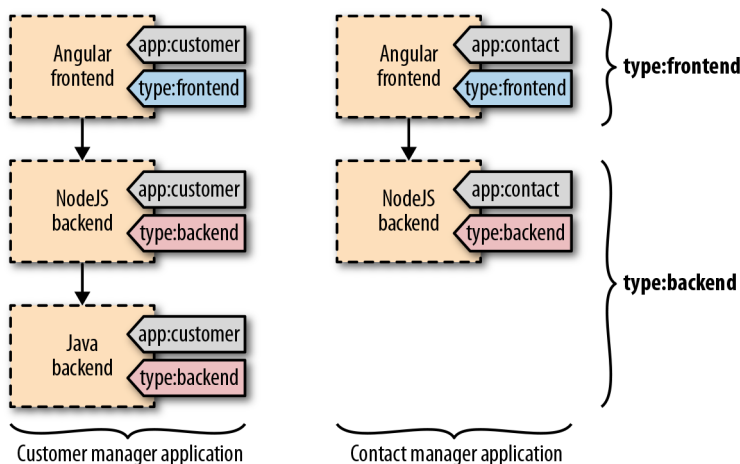 Angular
frontend
app:customer
type:frontend
Angular
frontend
app:contact
type:frontend
type:frontend
NodeJS
backend
app:customer
type:backend
NodeJS
backend
app:contact
type:backend
type:backend
Java
backend
app:customer
type:backend
Customer manager application
Contact manager application